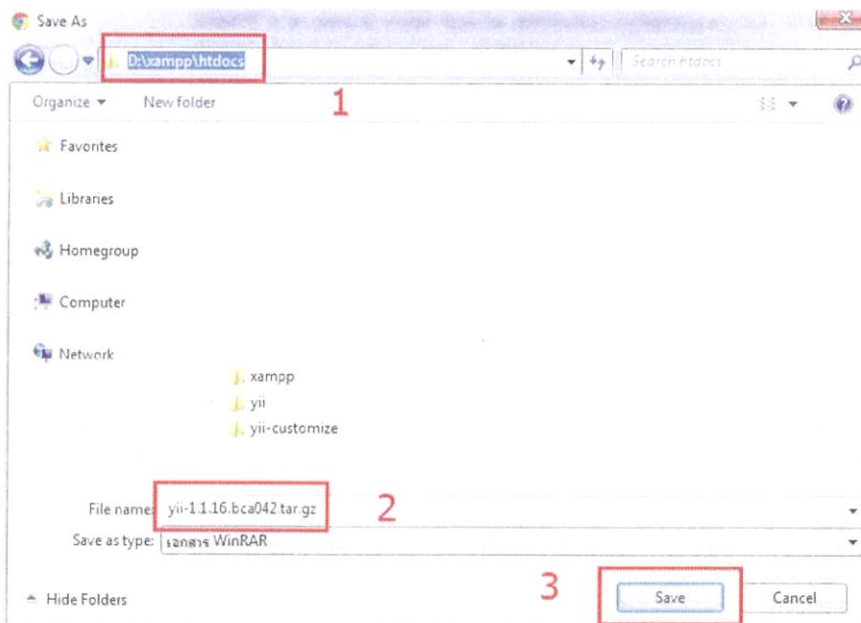 Save As
D:\xampp\htdocs
Search htdocs
Organize
New folder
1
Favorites
Libraries
Homegroup
Computer
Network
xampp
yii
yii-customize
File name: yii-1.1.16.bca042.tar.gz
2
Save as type: เอกสาร WinRAR
Hide Folders
3
Save
Cancel